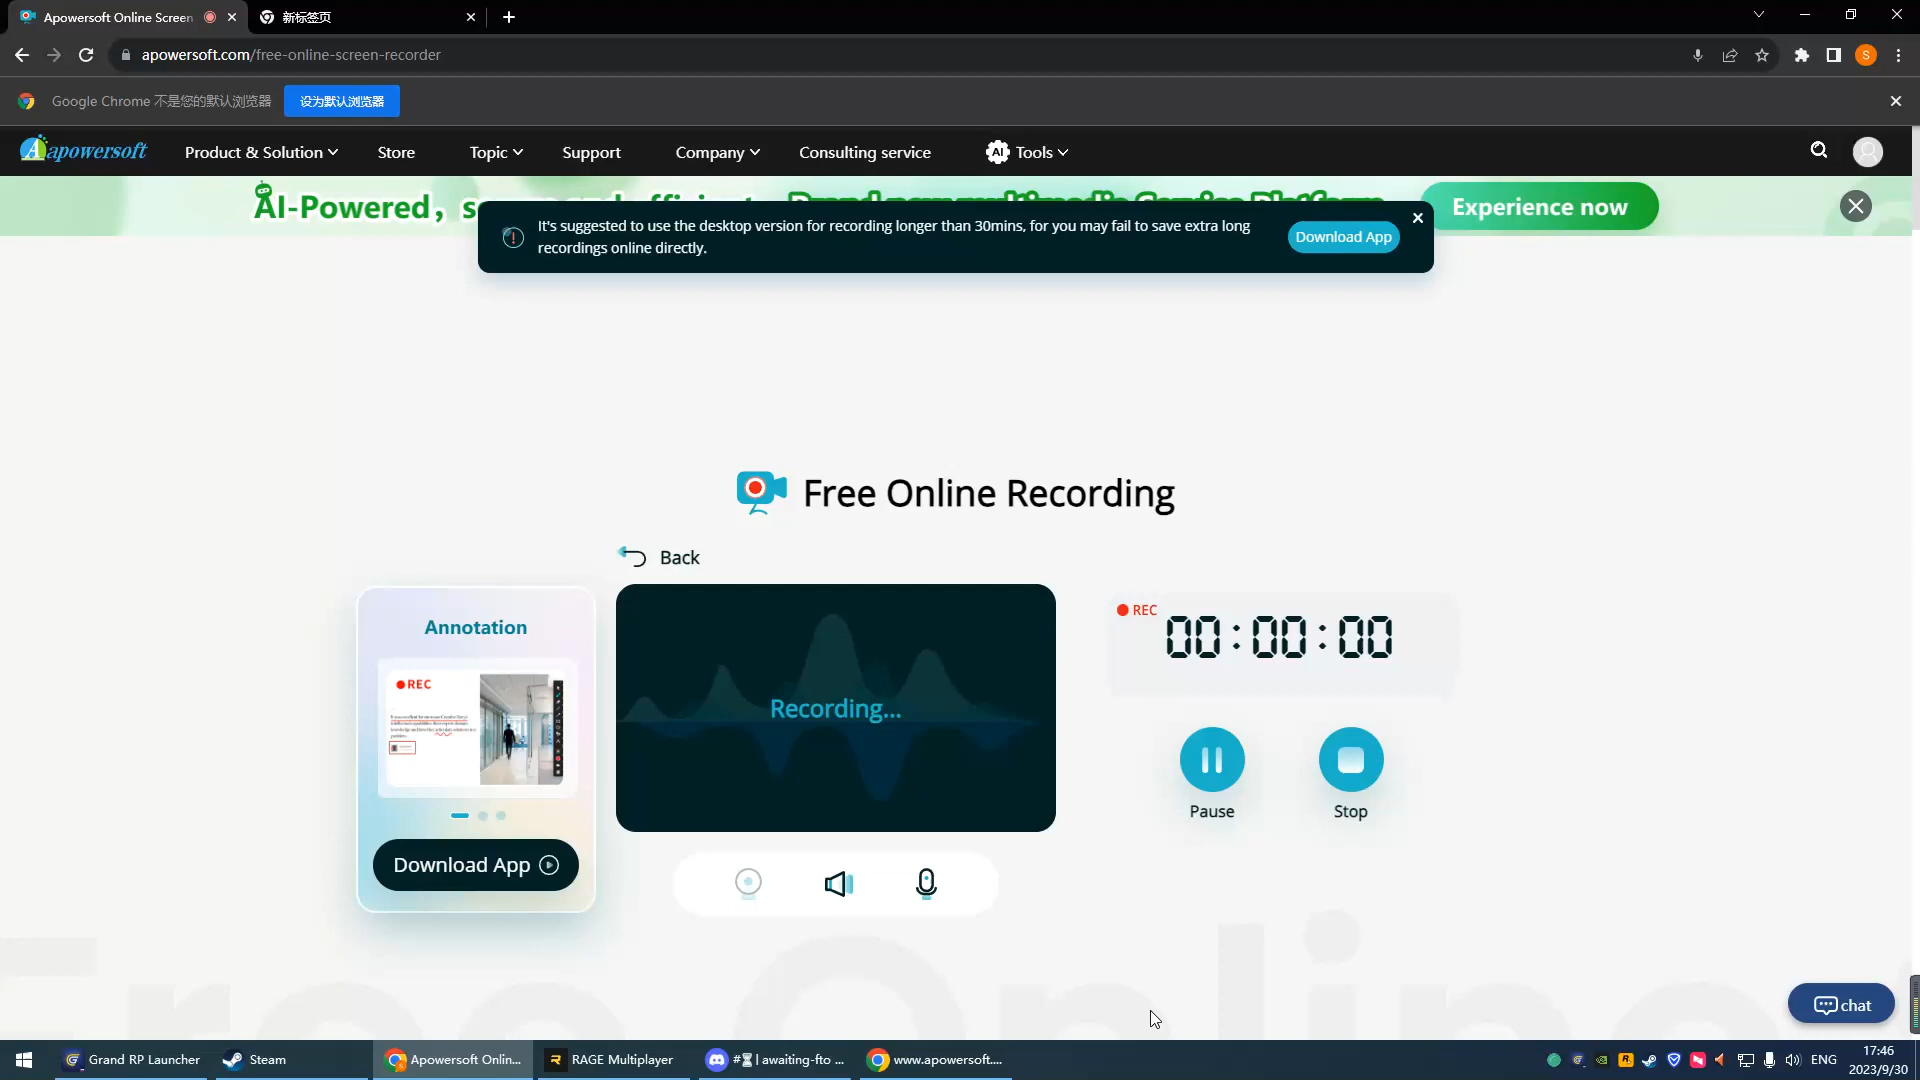 Apowersoft Online Screen
新标签页
apowersoft.com/free-online-screen-recorder
S
Google Chrome 不是您的默认浏览器
设为默认浏览器
apowersoft
Product & Solution
Store
Topic
Support
Company
Consulting service
AI
Tools
AI-Powered,
Experience now
It's suggested to use the desktop version for recording longer than 30mins, for you may fail to save extra long
recordings online directly.
Download App
Free Online Recording
Back
Annotation
REC
Download App
Recording...
REC
00:00:00
Pause
Stop
Free Online
chat
Grand RP Launcher
Steam
Apowersoft Onlin...
RAGE Multiplayer
#⌛ | awaiting-fto ...
www.apowersoft....
ENG
17:46
2023/9/30